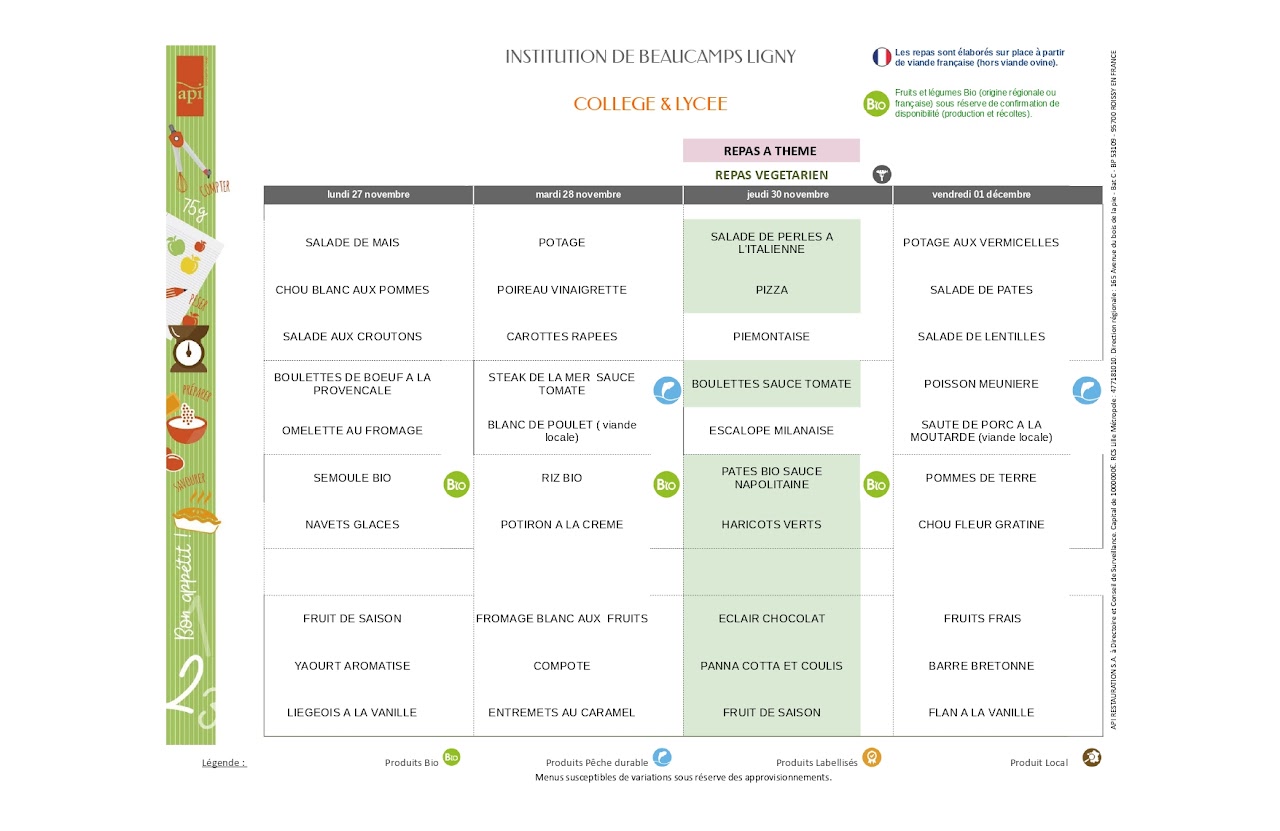 INSTITUTION DE BEAUCAMPS LIGNY
COLLEGE & LYCEE
Les repas sont élaborés sur place à partir
de viande française (hors viande ovine).
BIO
Fruits et légumes Bio (origine régionale ou
française) sous réserve de confirmation de
disponibilité (production et récoltes).
REPAS A THEME
REPAS VEGETARIEN
api
COMPTER
75g
PESER
PRÉPARER
SAVOURER
Bon appétit !
1
2
3
lundi 27 novembre
mardi 28 novembre
jeudi 30 novembre
vendredi 01 décembre
SALADE DE MAIS
POTAGE
SALADE DE PERLES A
L'ITALIENNE
POTAGE AUX VERMICELLES
CHOU BLANC AUX POMMES
POIREAU VINAIGRETTE
PIZZA
SALADE DE PATES
SALADE AUX CROUTONS
CAROTTES RAPEES
PIEMONTAISE
SALADE DE LENTILLES
BOULETTES DE BOEUF A LA
PROVENCALE
STEAK DE LA MER SAUCE
TOMATE
BOULETTES SAUCE TOMATE
POISSON MEUNIERE
OMELETTE AU FROMAGE
BLANC DE POULET ( viande
locale)
ESCALOPE MILANAISE
SAUTE DE PORC A LA
MOUTARDE (viande locale)
SEMOULE BIO
BIO
RIZ BIO
BIO
PATES BIO SAUCE
NAPOLITAINE
BIO
POMMES DE TERRE
NAVETS GLACES
POTIRON A LA CREME
HARICOTS VERTS
CHOU FLEUR GRATINE
FRUIT DE SAISON
FROMAGE BLANC AUX FRUITS
ECLAIR CHOCOLAT
FRUITS FRAIS
YAOURT AROMATISE
COMPOTE
PANNA COTTA ET COULIS
BARRE BRETONNE
LIEGEOIS A LA VANILLE
ENTREMETS AU CARAMEL
FRUIT DE SAISON
FLAN A LA VANILLE
Légende :
Produits Bio
BIO
Produits Pêche durable
Produits Labellisés
Produit Local
Menus susceptibles de variations sous réserve des approvisionnements.
API RESTAURATION S.A. à Directoire et Conseil de Surveillance. Capital de 1000000€. RCS Lille Métropole : 477181010. Direction régionale : 165 Avenue du bois de la pie - Bat C - BP 53109 - 95700 ROISSY EN FRANCE